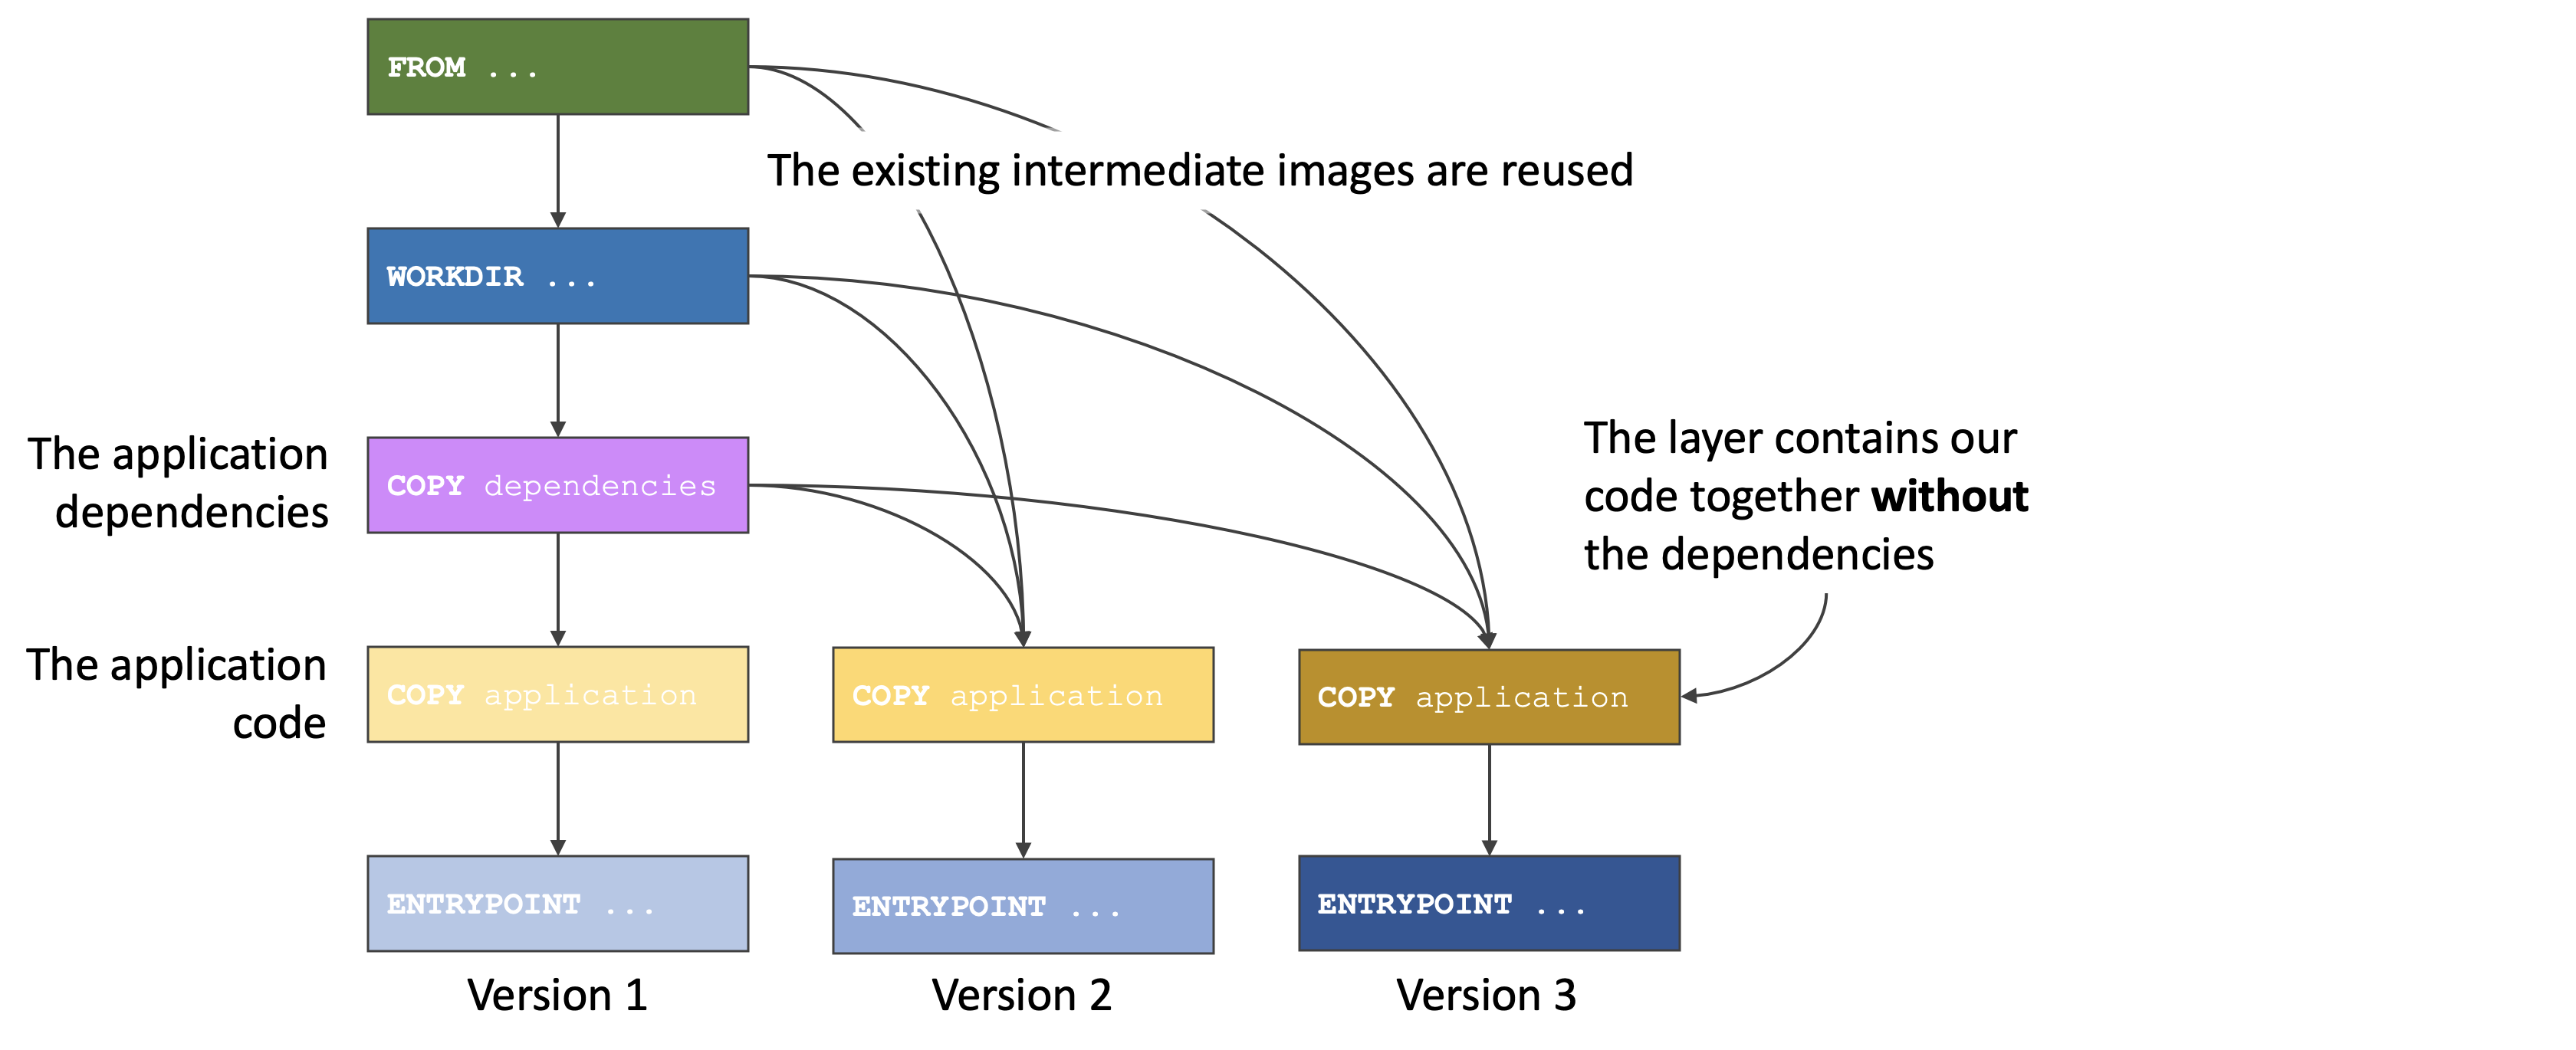 FROM ...
The existing intermediate images are reused
WORKDIR ...
The application
dependencies
COPY dependencies
The layer contains our
code together without
the dependencies
The application
code
COPY application
COPY application
COPY application
ENTRYPOINT ...
ENTRYPOINT ...
ENTRYPOINT ...
Version 1
Version 2
Version 3